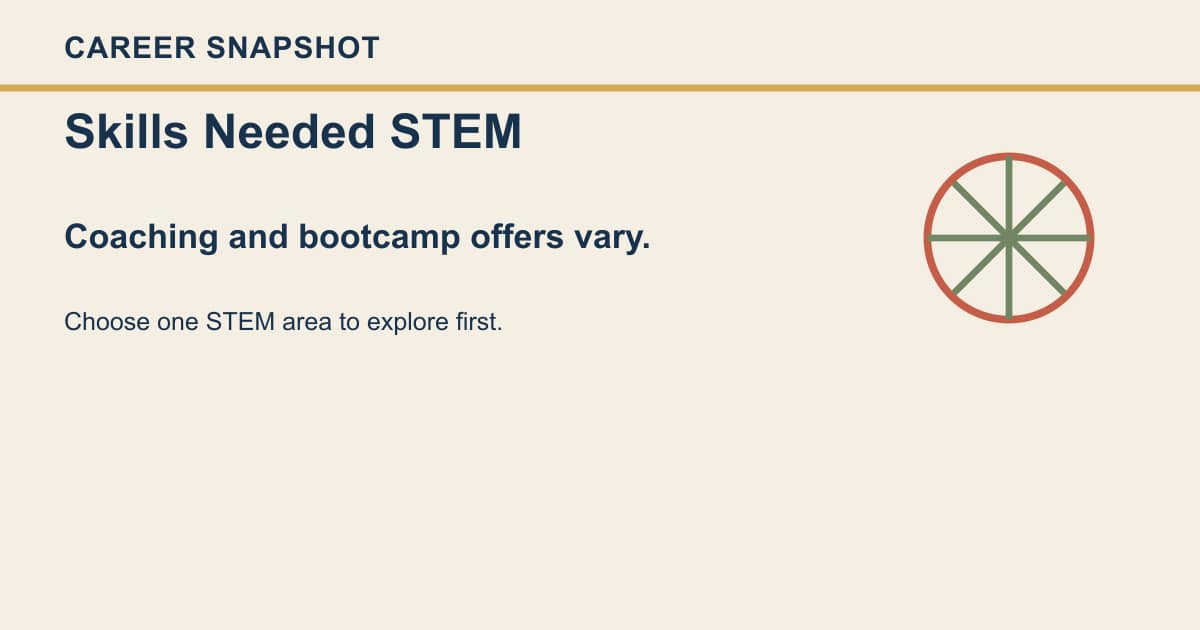 CAREER SNAPSHOT
Skills Needed STEM
Coaching and bootcamp offers vary.
Choose one STEM area to explore first.